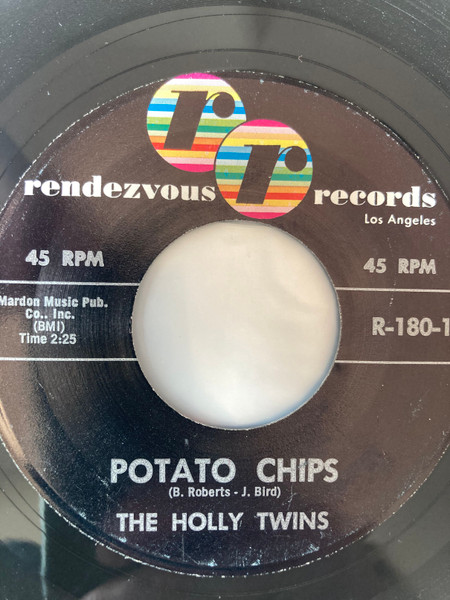 r
r
rendezvous records
Los Angeles
45 RPM
45 RPM
Mardon Music Pub.
Co., Inc.
(BMI)
Time 2:25
R-180-1
POTATO CHIPS
(B. Roberts - J. Bird)
THE HOLLY TWINS